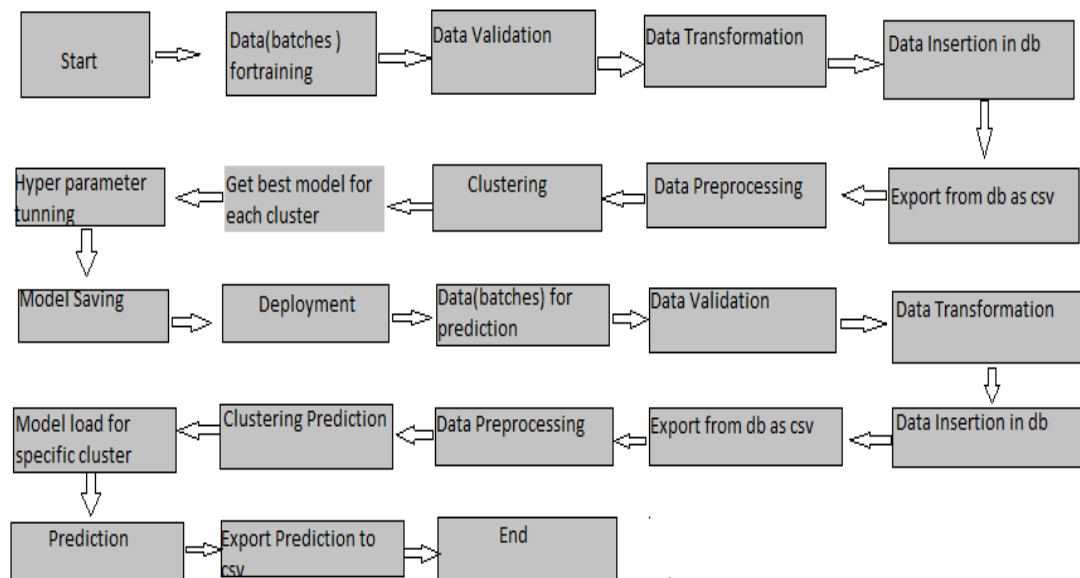 Start
Data(batches )
fortraining
Data Validation
Data Transformation
Data Insertion in db
Hyper parameter
tunning
Get best model for
each cluster
Clustering
Data Preprocessing
Export from db as csv
Model Saving
Deployment
Data(batches) for
prediction
Data Validation
Data Transformation
Model load for
specific cluster
Clustering Prediction
Data Preprocessing
Export from db as csv
Data Insertion in db
Prediction
Export Prediction to
csv
End